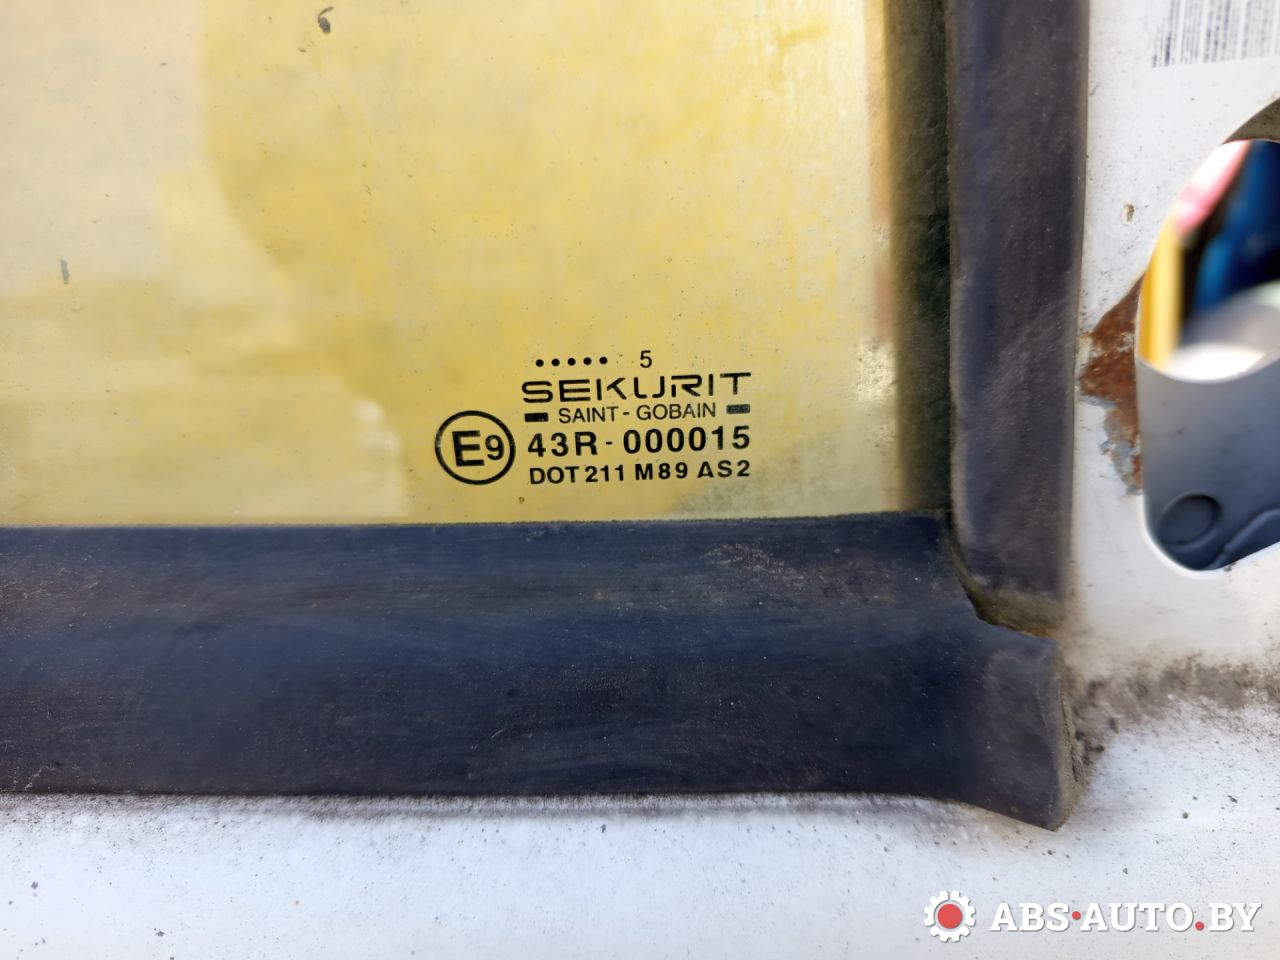 ••••• 5
SEKURIT
SAINT-GOBAIN
E9 43R-000015
DOT 211 M89 AS2
ABS•AUTO.BY